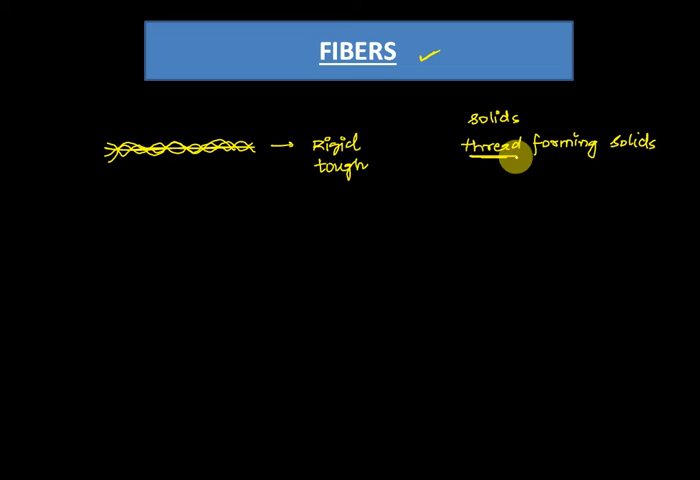 FIBERS
solids
Rigid
thread forming solids
tough